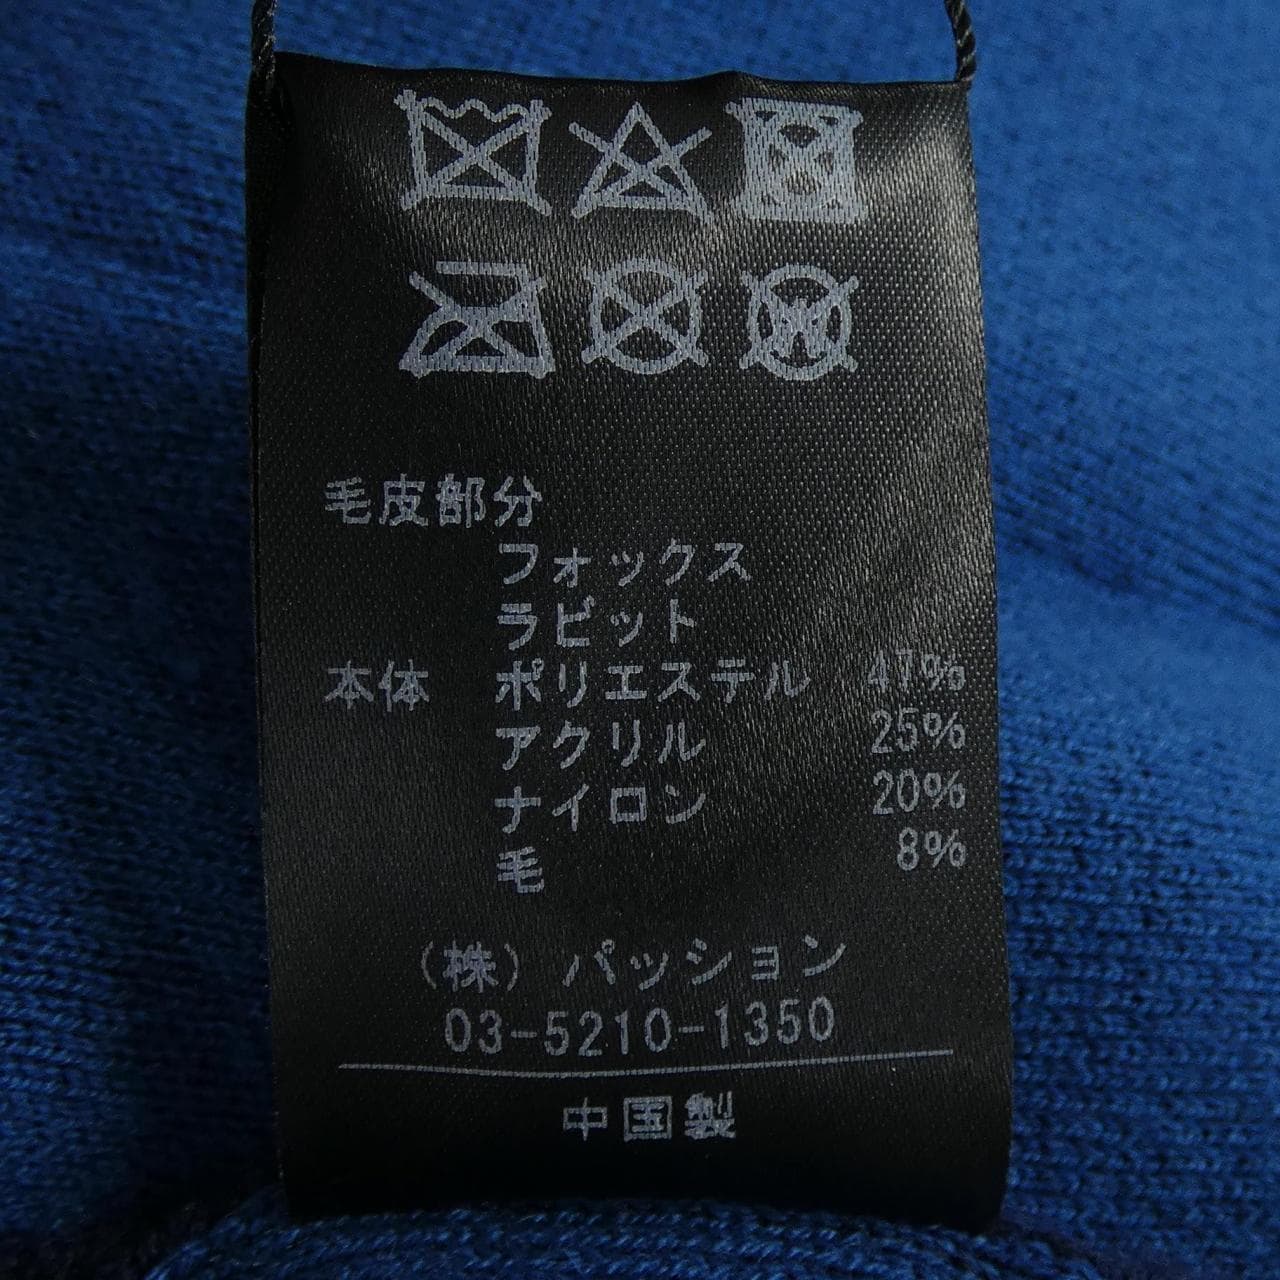 毛皮部分
フォックス
ラビット
本体 ポリエステル 47%
アクリル 25%
ナイロン 20%
毛 8%
(株) パッション
03-5210-1350
中国製